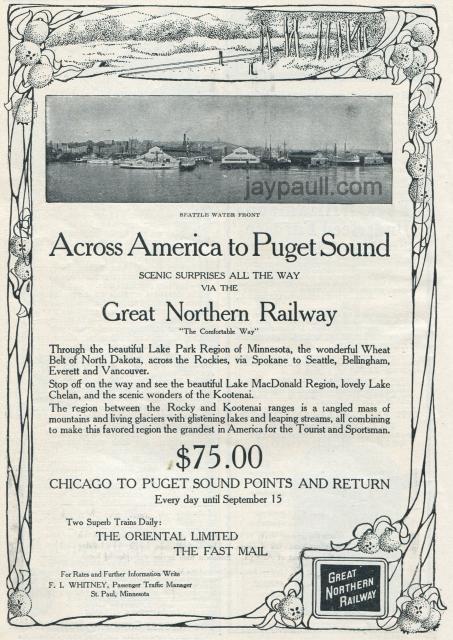 jaypaull.com
SEATTLE WATER FRONT
Across America to Puget Sound
SCENIC SURPRISES ALL THE WAY
VIA THE
Great Northern Railway
"The Comfortable Way"
Through the beautiful Lake Park Region of Minnesota, the wonderful Wheat
Belt of North Dakota, across the Rockies, via Spokane to Seattle, Bellingham,
Everett and Vancouver.
Stop off on the way and see the beautiful Lake MacDonald Region, lovely Lake
Chelan, and the scenic wonders of the Kootenai.
The region between the Rocky and Kootenai ranges is a tangled mass of
mountains and living glaciers with glistening lakes and leaping streams, all combining
to make this favored region the grandest in America for the Tourist and Sportsman.
$75.00
CHICAGO TO PUGET SOUND POINTS AND RETURN
Every day until September 15
Two Superb Trains Daily:
THE ORIENTAL LIMITED
THE FAST MAIL
For Rates and Further Information Write
F. I. WHITNEY, Passenger Traffic Manager
St. Paul, Minnesota
GREAT
NORTHERN
RAILWAY